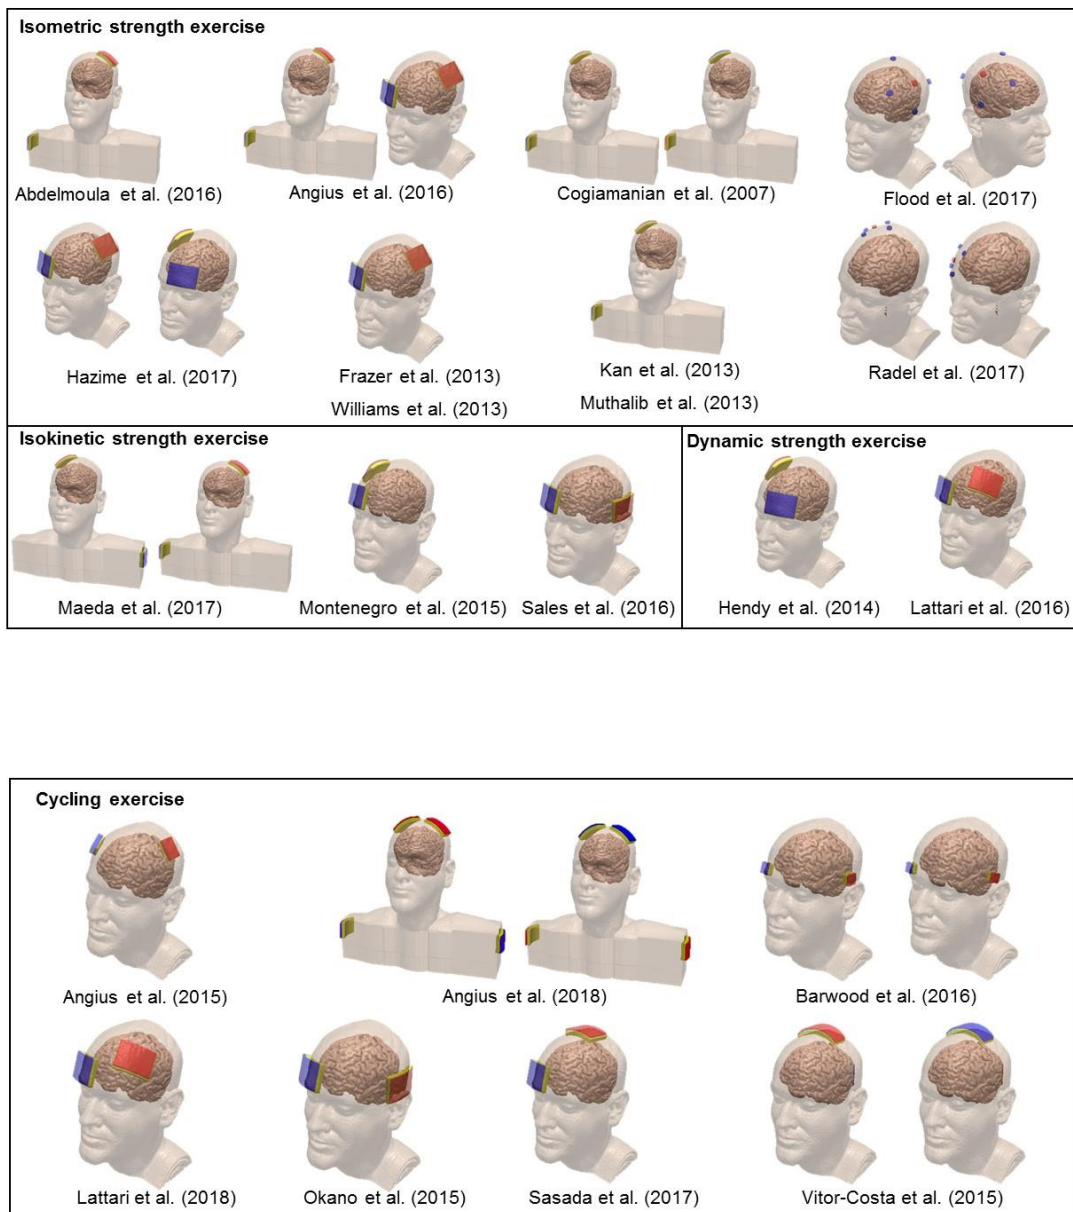 Isometric strength exercise
Abdelmoula et al. (2016)
Angius et al. (2016)
Cogiamanian et al. (2007)
Flood et al. (2017)
Hazime et al. (2017)
Frazer et al. (2013)
Williams et al. (2013)
Kan et al. (2013)
Muthalib et al. (2013)
Radel et al. (2017)
Isokinetic strength exercise
Maeda et al. (2017)
Montenegro et al. (2015)
Sales et al. (2016)
Dynamic strength exercise
Hendy et al. (2014)
Lattari et al. (2016)
Cycling exercise
Angius et al. (2015)
Angius et al. (2018)
Barwood et al. (2016)
Lattari et al. (2018)
Okano et al. (2015)
Sasada et al. (2017)
Vitor-Costa et al. (2015)